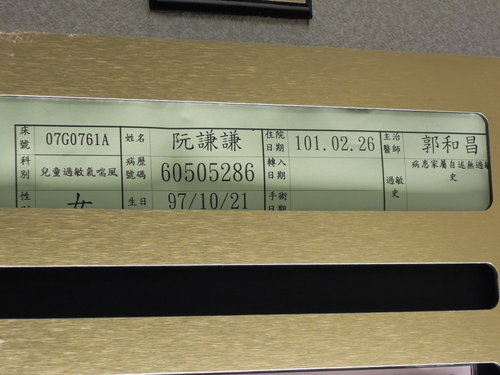 床號 07G0761A 姓名 阮謙謙 住院日期 101.02.26 主治醫師 郭和昌
科別 兒童過敏氣喘風 病歷號碼 60505286 轉入日期 過敏史 病患家屬自述無過敏史
性別 女 生日 97/10/21 手術日期